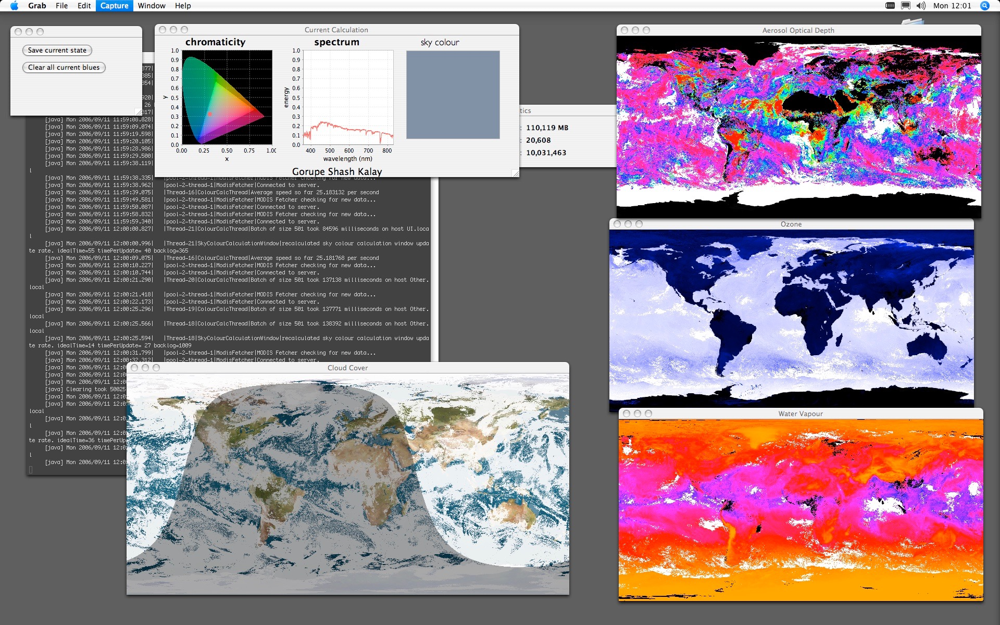 Grab File Edit Capture Window Help Mon 12:01
Save current state
Clear all current blues
Current Calculation
chromaticity spectrum sky colour
1.0 1.0
0.9 0.9
0.8 0.8
0.7 0.7
0.6 0.6
0.5 0.5
0.4 0.4
0.3 0.3
0.2 0.2
0.1 0.1
0.0 0.0
y energy
0.00 0.25 0.50 0.75 1.00
400 500 600 700 800
x wavelength (nm)
Gorupe Shash Kalay
tics
: 110,119 MB
: 20,608
: 10,031,463
Aerosol Optical Depth
Ozone
Water Vapour
Cloud Cover
877|
385|
854|
920|
26
317|
[java] Mon 2006/09/11 11:59:08.828|
[java] Mon 2006/09/11 11:59:09.074|
[java] Mon 2006/09/11 11:59:19.598|
[java] Mon 2006/09/11 11:59:20.105|
[java] Mon 2006/09/11 11:59:28.986|
[java] Mon 2006/09/11 11:59:29.500|
[java] Mon 2006/09/11 11:59:38.119|
l
[java] Mon 2006/09/11 11:59:38.335| |pool-2-thread-1|ModisFetcher|MODIS Fetcher checking for new data...
[java] Mon 2006/09/11 11:59:38.962| |pool-2-thread-1|ModisFetcher|Connected to server.
[java] Mon 2006/09/11 11:59:39.075| |Thread-16|ColourCalcThread|Average speed so far 25.183132 per second
[java] Mon 2006/09/11 11:59:49.581| |pool-2-thread-1|ModisFetcher|MODIS Fetcher checking for new data...
[java] Mon 2006/09/11 11:59:50.087| |pool-2-thread-1|ModisFetcher|Connected to server.
[java] Mon 2006/09/11 11:59:58.832| |pool-2-thread-1|ModisFetcher|MODIS Fetcher checking for new data...
[java] Mon 2006/09/11 11:59:59.340| |pool-2-thread-1|ModisFetcher|Connected to server.
[java] Mon 2006/09/11 12:00:00.827| |Thread-21|ColourCalcThread|Batch of size 501 took 84596 milliseconds on host UI.loca
l
[java] Mon 2006/09/11 12:00:00.996| |Thread-21|SkyColourCalculationWindow|recalculated sky colour calculation window upda
te rate. idealTime=55 timePerUpdate= 40 backlog=365
[java] Mon 2006/09/11 12:00:09.075| |Thread-16|ColourCalcThread|Average speed so far 25.181768 per second
[java] Mon 2006/09/11 12:00:10.227| |pool-2-thread-1|ModisFetcher|MODIS Fetcher checking for new data...
[java] Mon 2006/09/11 12:00:10.744| |pool-2-thread-1|ModisFetcher|Connected to server.
[java] Mon 2006/09/11 12:00:21.290| |Thread-20|ColourCalcThread|Batch of size 501 took 137138 milliseconds on host Other.
local
[java] Mon 2006/09/11 12:00:21.418| |pool-2-thread-1|ModisFetcher|MODIS Fetcher checking for new data...
[java] Mon 2006/09/11 12:00:22.173| |pool-2-thread-1|ModisFetcher|Connected to server.
[java] Mon 2006/09/11 12:00:25.296| |Thread-19|ColourCalcThread|Batch of size 501 took 137771 milliseconds on host Other.
local
[java] Mon 2006/09/11 12:00:25.566| |Thread-18|ColourCalcThread|Batch of size 501 took 138392 milliseconds on host Other.
local
[java] Mon 2006/09/11 12:00:25.594| |Thread-18|SkyColourCalculationWindow|recalculated sky colour calculation window upda
te rate. idealTime=14 timePerUpdate= 27 backlog=1009
[java] Mon 2006/09/11 12:00:31.799| |pool-2-thread-1|ModisFetcher|MODIS Fetcher checking for new data...
[java] Mon 2006/09/11 12:00:32.312| |pool-2-thread-1|ModisFetcher|Connected to server.
[java] Mon 2006/09/11 12:0
[java] Mon 2006/09/11 12:0
[java] Mon 2006/09/11 12:0
[java] Clearing took 50025
[java] Mon 2006/09/11 12:0
[java] Mon 2006/09/11 12:0
local
[java] Mon 2006/09/11 12:0
l
[java] Mon 2006/09/11 12:0
te rate. idealTime=36 timePerUp
[java] Mon 2006/09/11 12:0
l
[java] Mon 2006/09/11 12:0